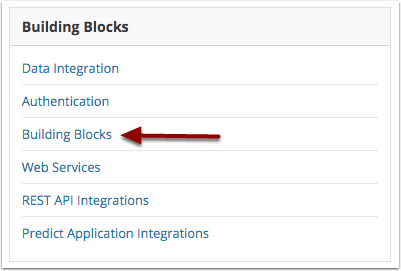 Building Blocks
Data Integration
Authentication
Building Blocks
Web Services
REST API Integrations
Predict Application Integrations